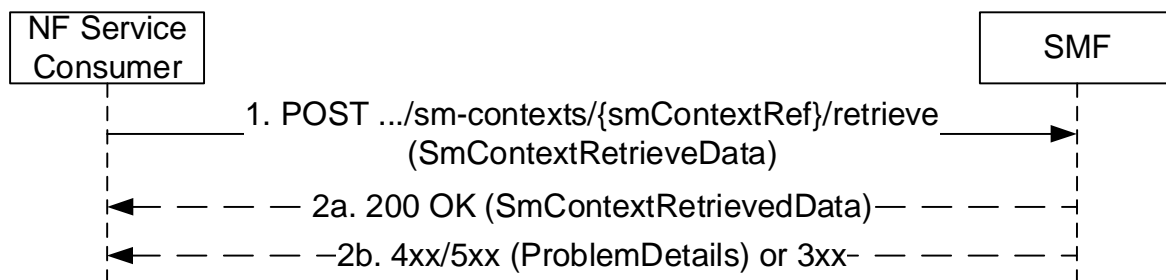 NF Service
Consumer
SMF
1. POST .../sm-contexts/{smContextRef}/retrieve
(SmContextRetrieveData)
2a. 200 OK (SmContextRetrievedData)
2b. 4xx/5xx (ProblemDetails) or 3xx